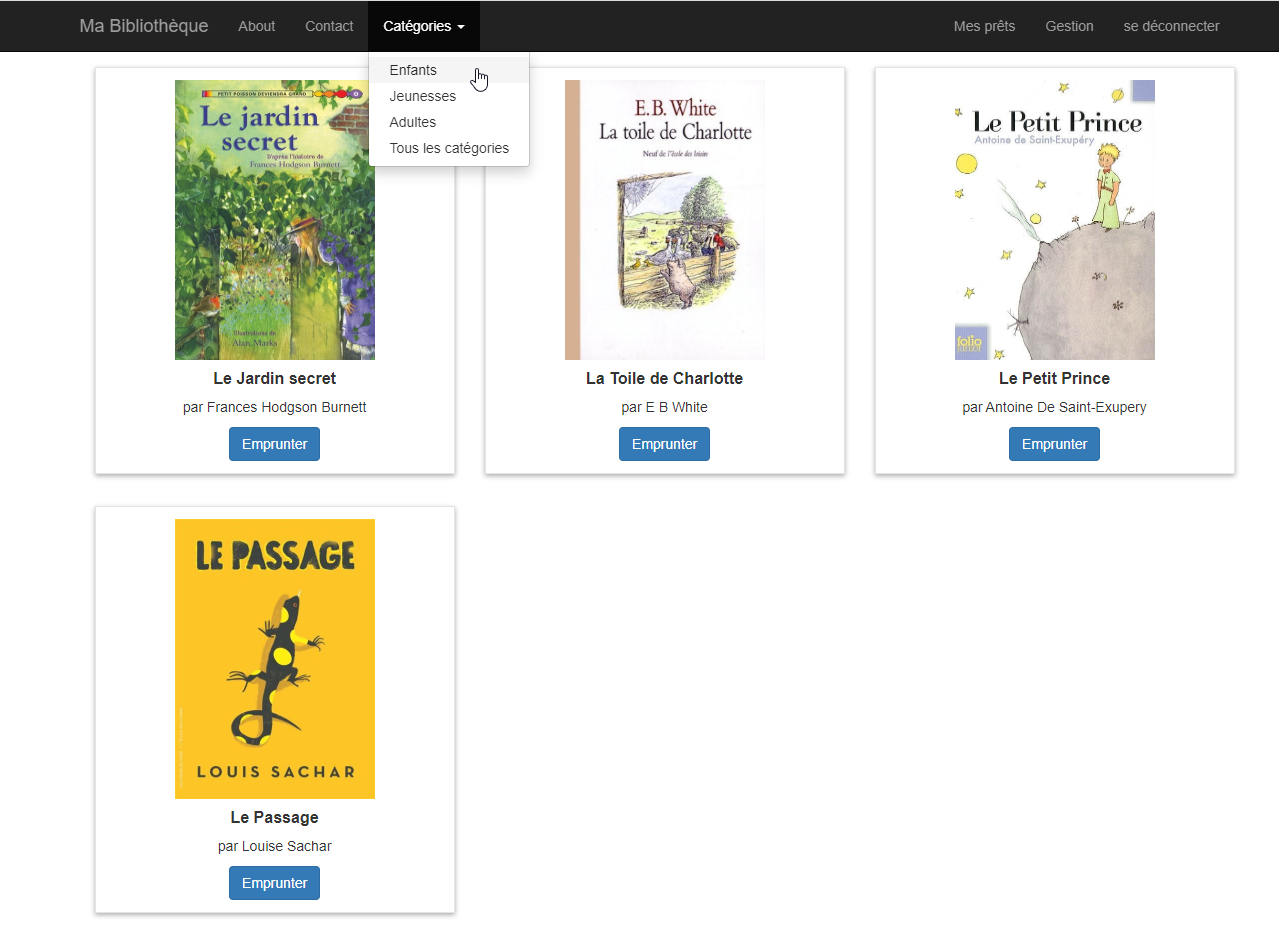 Ma Bibliothèque About Contact Catégories Mes prêts Gestion se déconnecter
Enfants
Jeunesses
Adultes
Tous les catégories
PETIT POISSON DEVIENDRA GRAND
Le jardin
secret
D'après l'histoire de
Frances Hodgson Burnett
Illustrations de
Alan Marks
Le Jardin secret
par Frances Hodgson Burnett
Emprunter
E.B. White
La toile de Charlotte
Neuf de l'école des loisirs
La Toile de Charlotte
par E B White
Emprunter
Le Petit Prince
Antoine de Saint-Exupéry
folio
Le Petit Prince
par Antoine De Saint-Exupery
Emprunter
LE PASSAGE
LOUIS SACHAR
Le Passage
par Louise Sachar
Emprunter